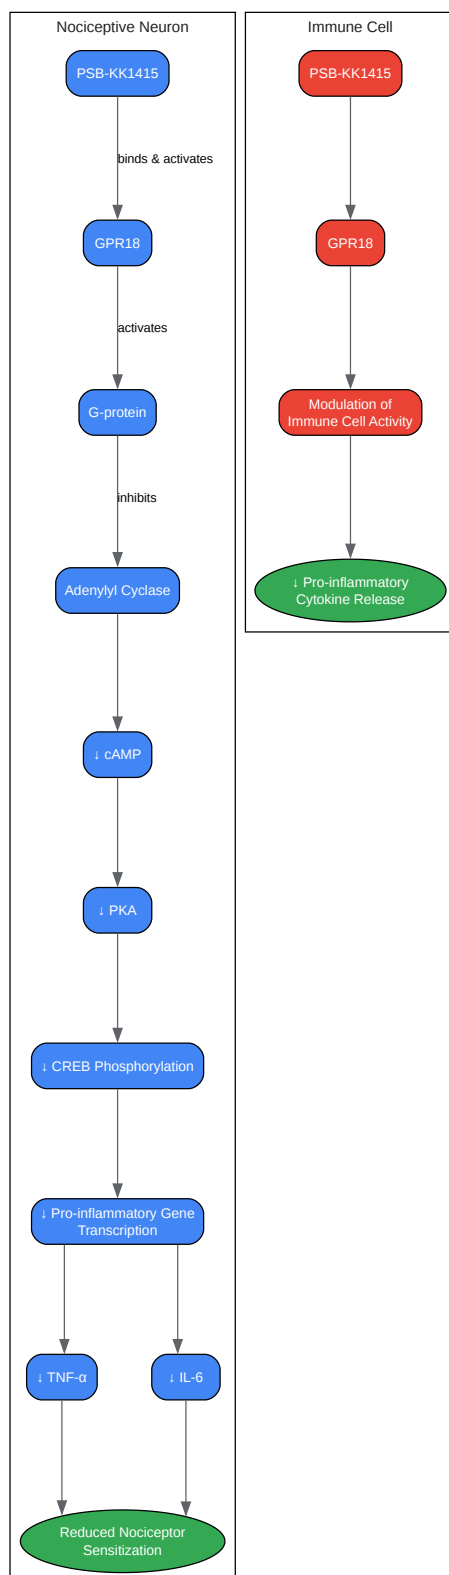 Nociceptive Neuron
PSB-KK1415
binds & activates
GPR18
activates
G-protein
inhibits
Adenylyl Cyclase
↓ cAMP
↓ PKA
↓ CREB Phosphorylation
↓ Pro-inflammatory Gene
Transcription
↓ TNF-α
↓ IL-6
Reduced Nociceptor
Sensitization
Immune Cell
PSB-KK1415
GPR18
Modulation of
Immune Cell Activity
↓ Pro-inflammatory
Cytokine Release